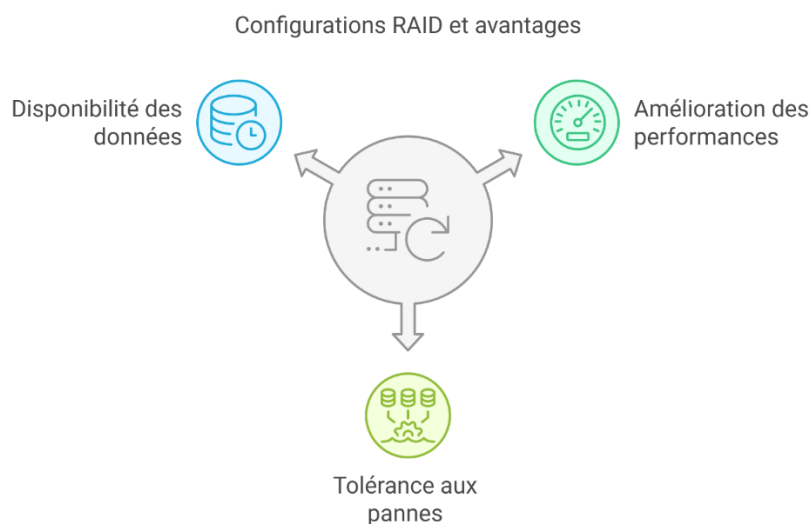 Configurations RAID et avantages
Disponibilité des
données
Amélioration des
performances
Tolérance aux
pannes